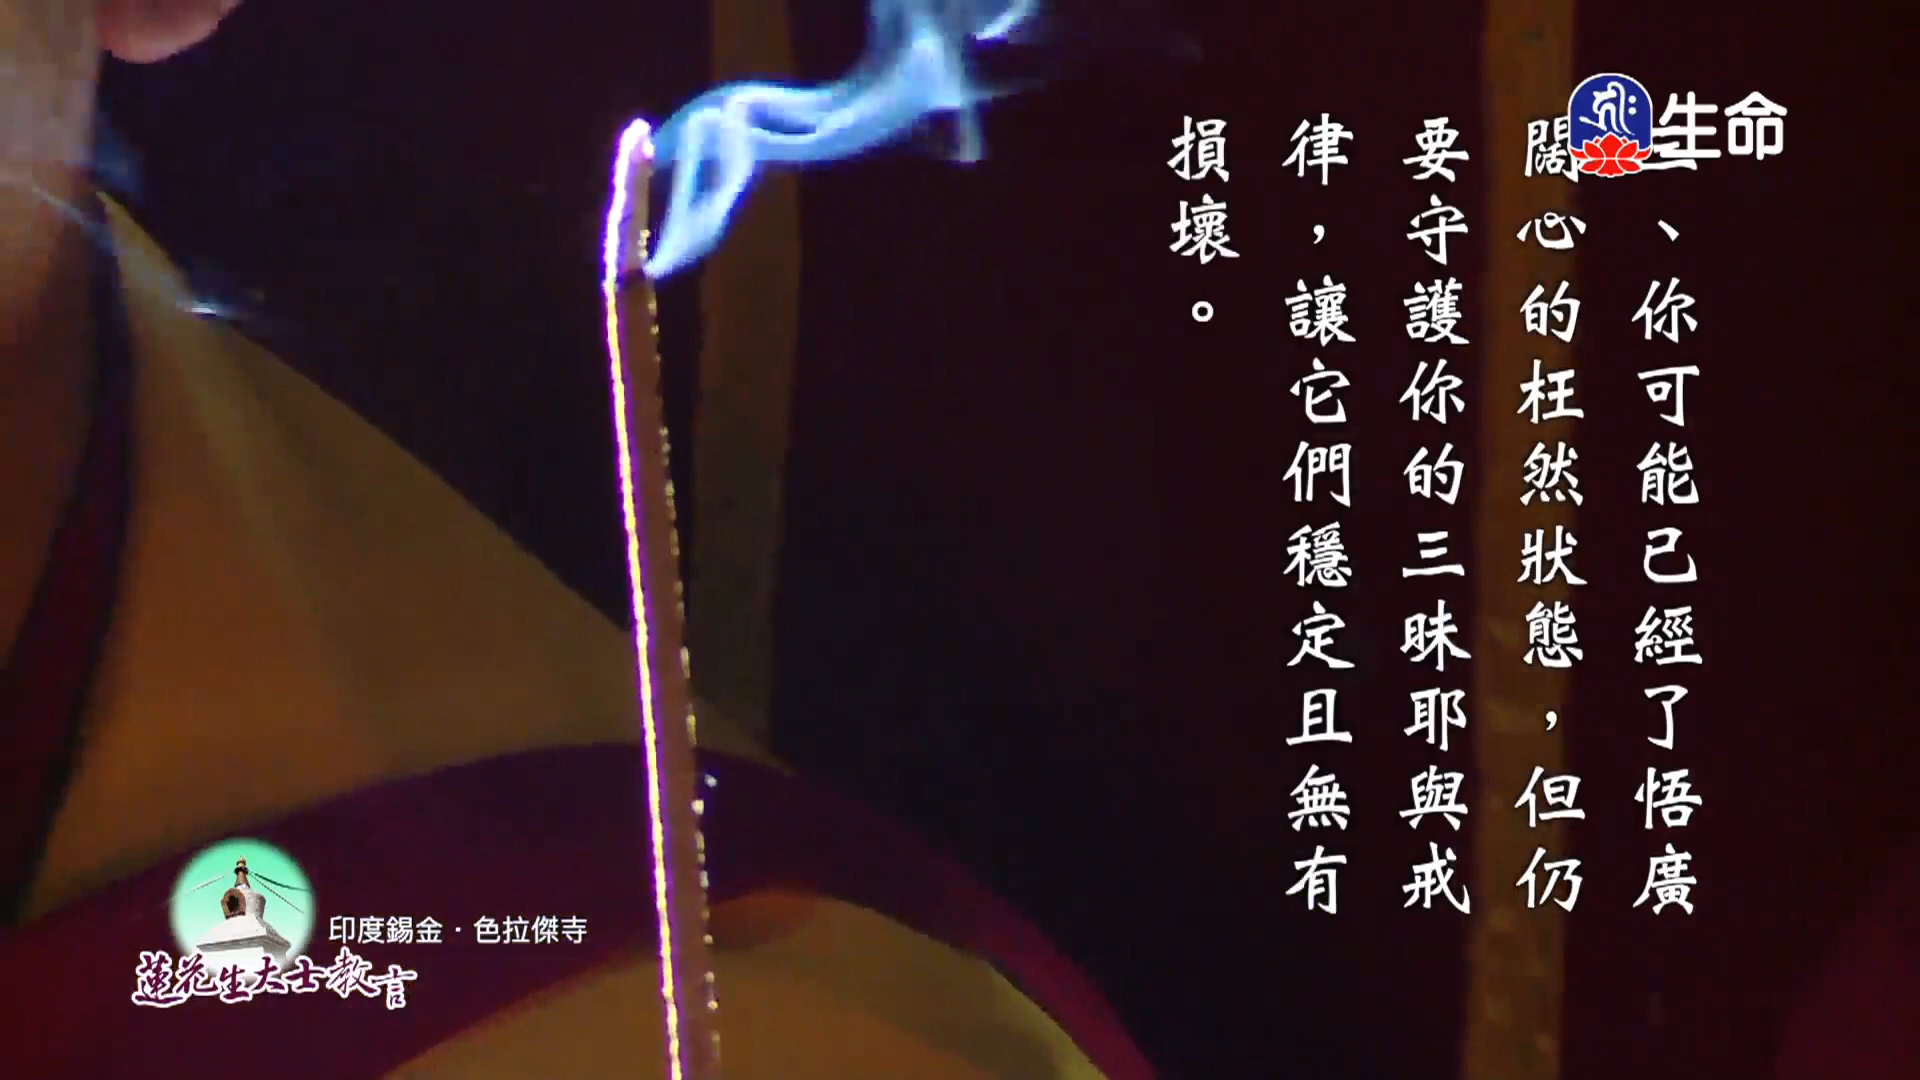 生命
、你可能已經了悟廣
闊心的枉然狀態，但仍
要守護你的三昧耶與戒
律，讓它們穩定且無有
損壞。
印度錫金·色拉傑寺
蓮花生大士教言